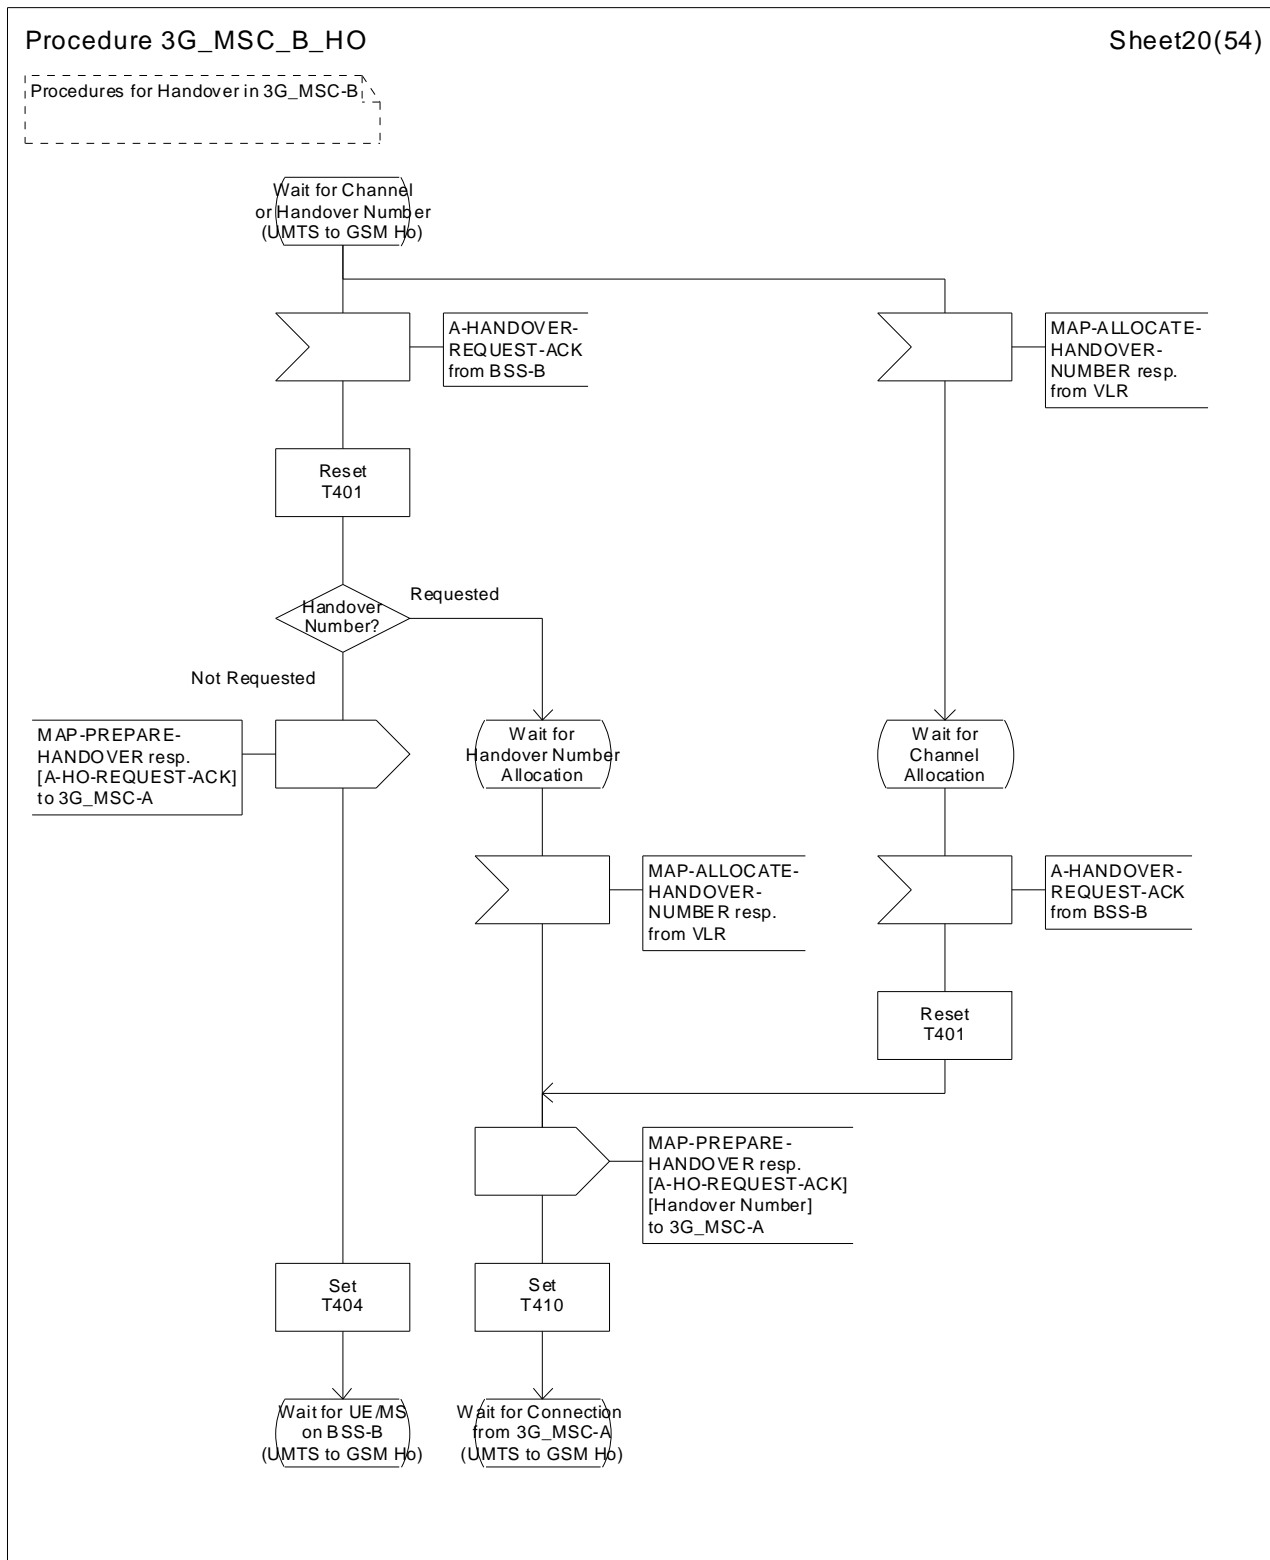 Procedure 3G_MSC_B_HO
Sheet20(54)
Procedures for Handover in 3G_MSC-B
Wait for Channel
or Handover Number
(UMTS to GSM Ho)
A-HANDOVER-
REQUEST-ACK
from BSS-B
MAP-ALLOCATE-
HANDOVER-
NUMBER resp.
from VLR
Reset
T401
Handover
Number?
Requested
Not Requested
MAP-PREPARE-
HANDOVER resp.
[A-HO-REQUEST-ACK]
to 3G_MSC-A
Wait for
Handover Number
Allocation
Wait for
Channel
Allocation
MAP-ALLOCATE-
HANDOVER-
NUMBER resp.
from VLR
A-HANDOVER-
REQUEST-ACK
from BSS-B
Reset
T401
MAP-PREPARE-
HANDOVER resp.
[A-HO-REQUEST-ACK]
[Handover Number]
to 3G_MSC-A
Set
T404
Set
T410
Wait for UE/MS
on BSS-B
(UMTS to GSM Ho)
Wait for Connection
from 3G_MSC-A
(UMTS to GSM Ho)